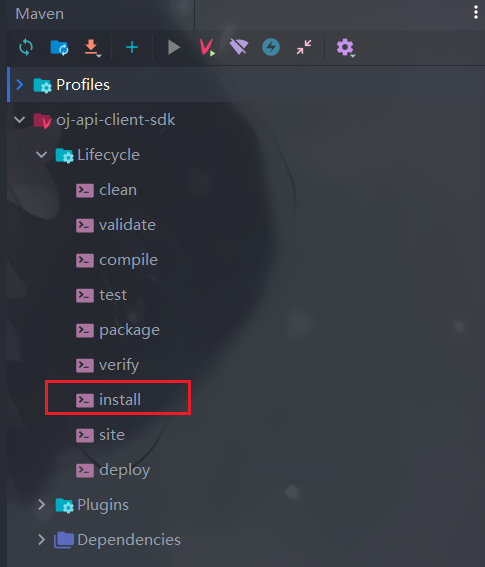 Maven
Profiles
oj-api-client-sdk
Lifecycle
clean
validate
compile
test
package
verify
install
site
deploy
Plugins
Dependencies